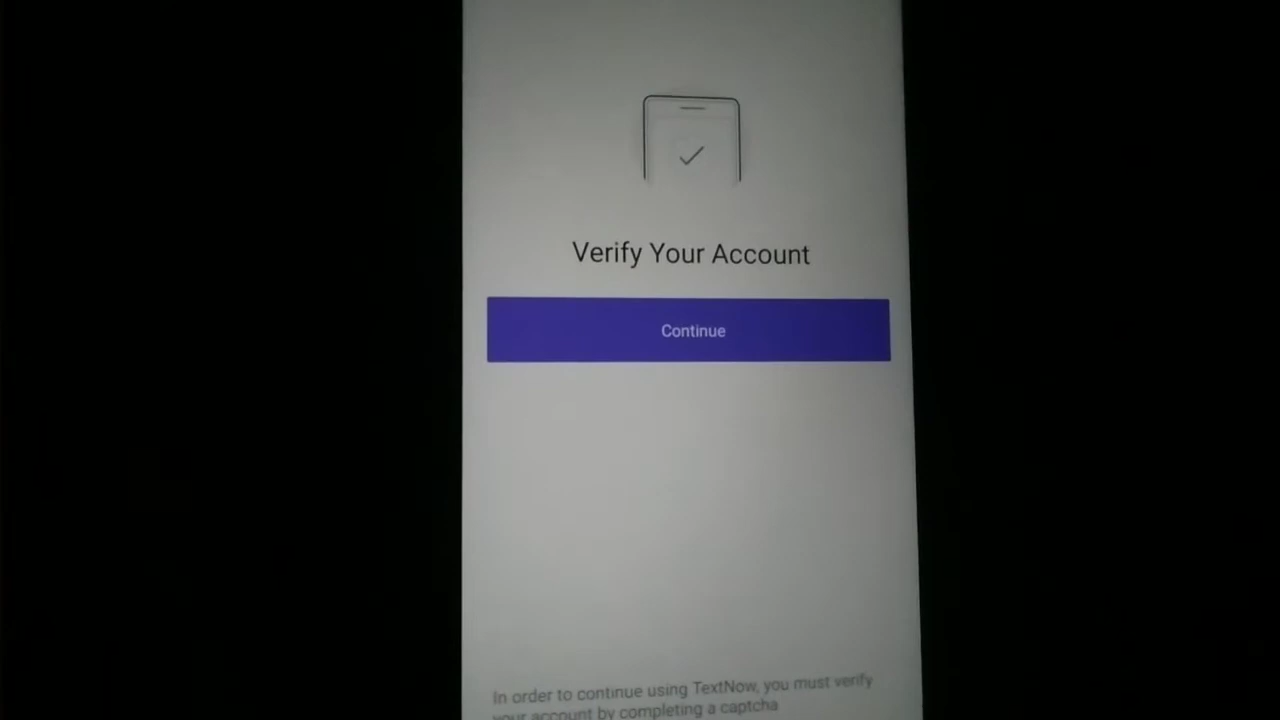 Verify Your Account
Continue
In order to continue using TextNow, you must verify
your account by completing a captcha